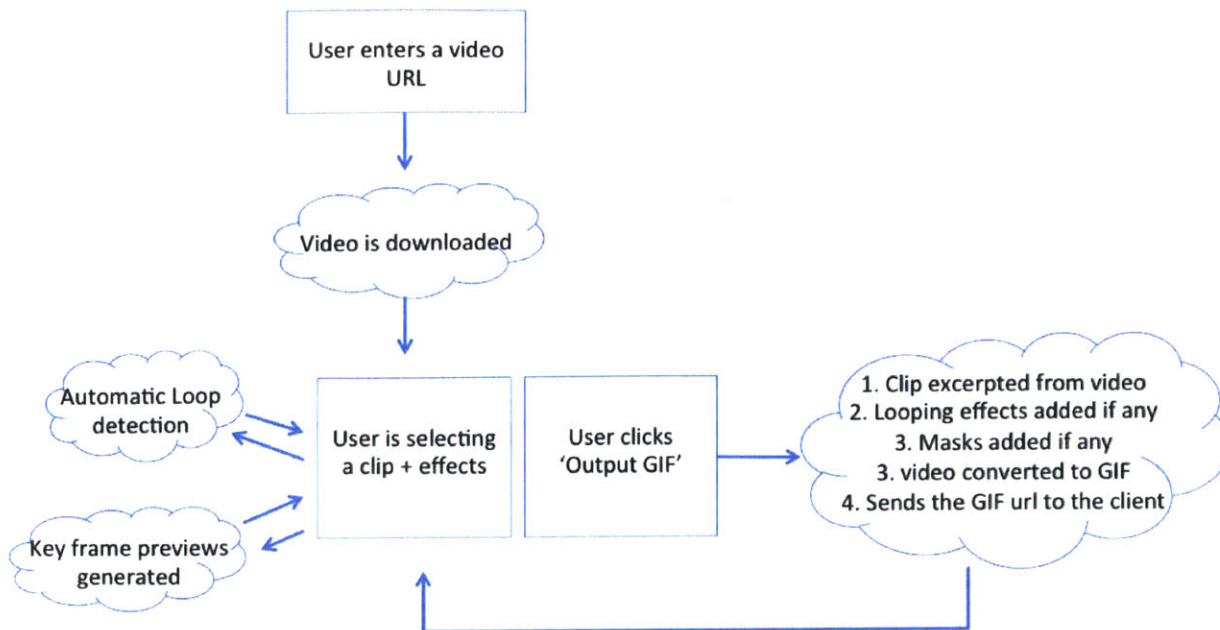 User enters a video
URL
Video is downloaded
Automatic Loop
detection
User is selecting
a clip + effects
User clicks
‘Output GIF’
1. Clip excerpted from video
2. Looping effects added if any
3. Masks added if any
3. video converted to GIF
4. Sends the GIF url to the client
Key frame previews
generated